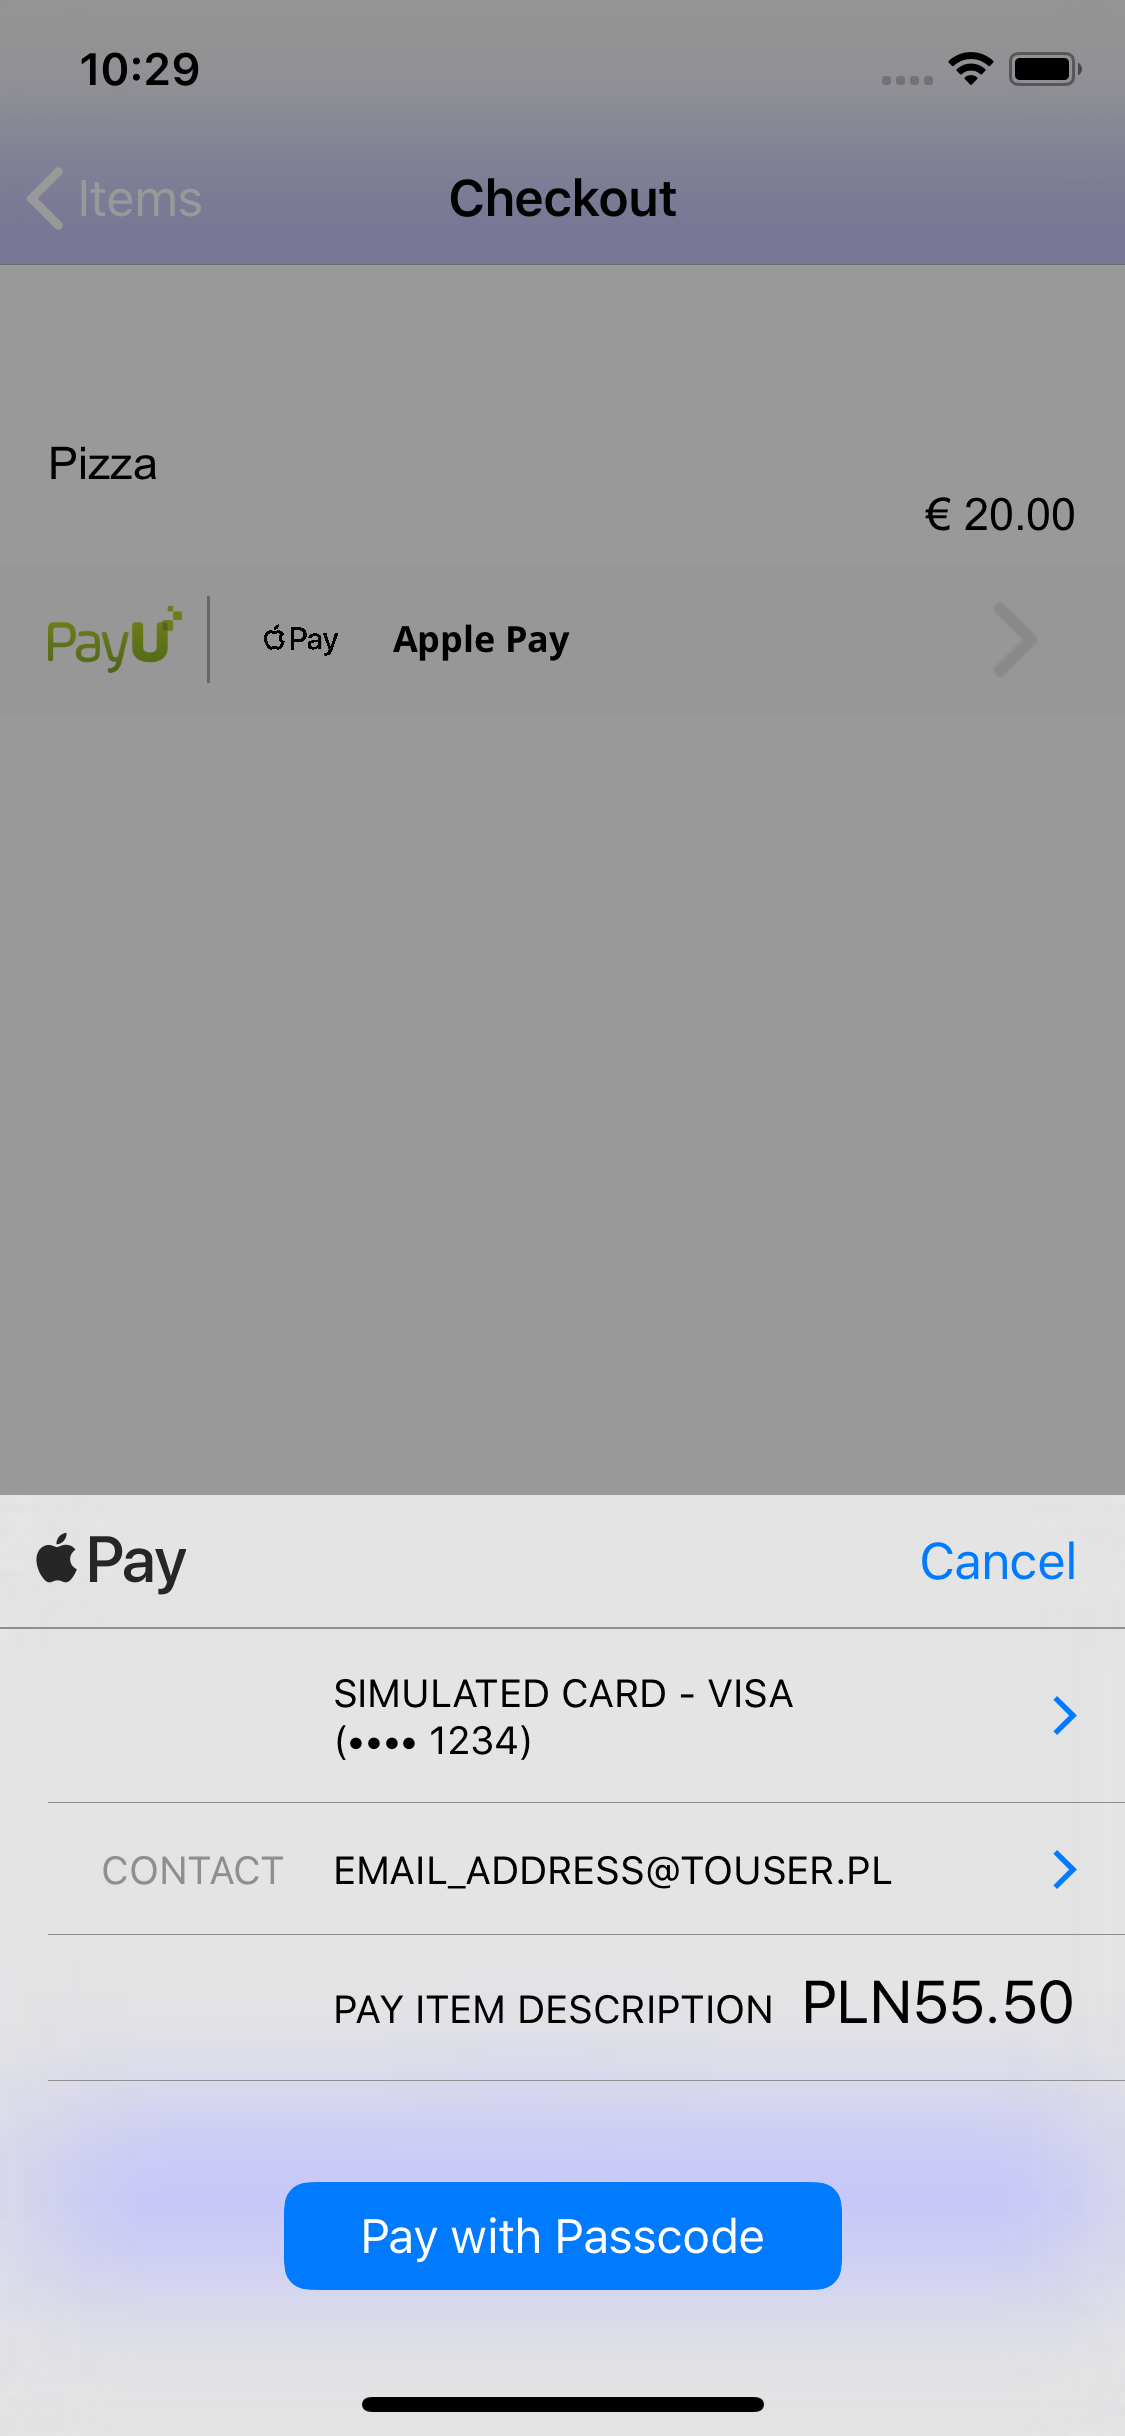 10:29
Items
Checkout
Pizza
€ 20.00
PayU
Pay
Apple Pay
Pay
Cancel
SIMULATED CARD - VISA
(•••• 1234)
CONTACT EMAIL_ADDRESS@TOUSER.PL
PAY ITEM DESCRIPTION PLN55.50
Pay with Passcode